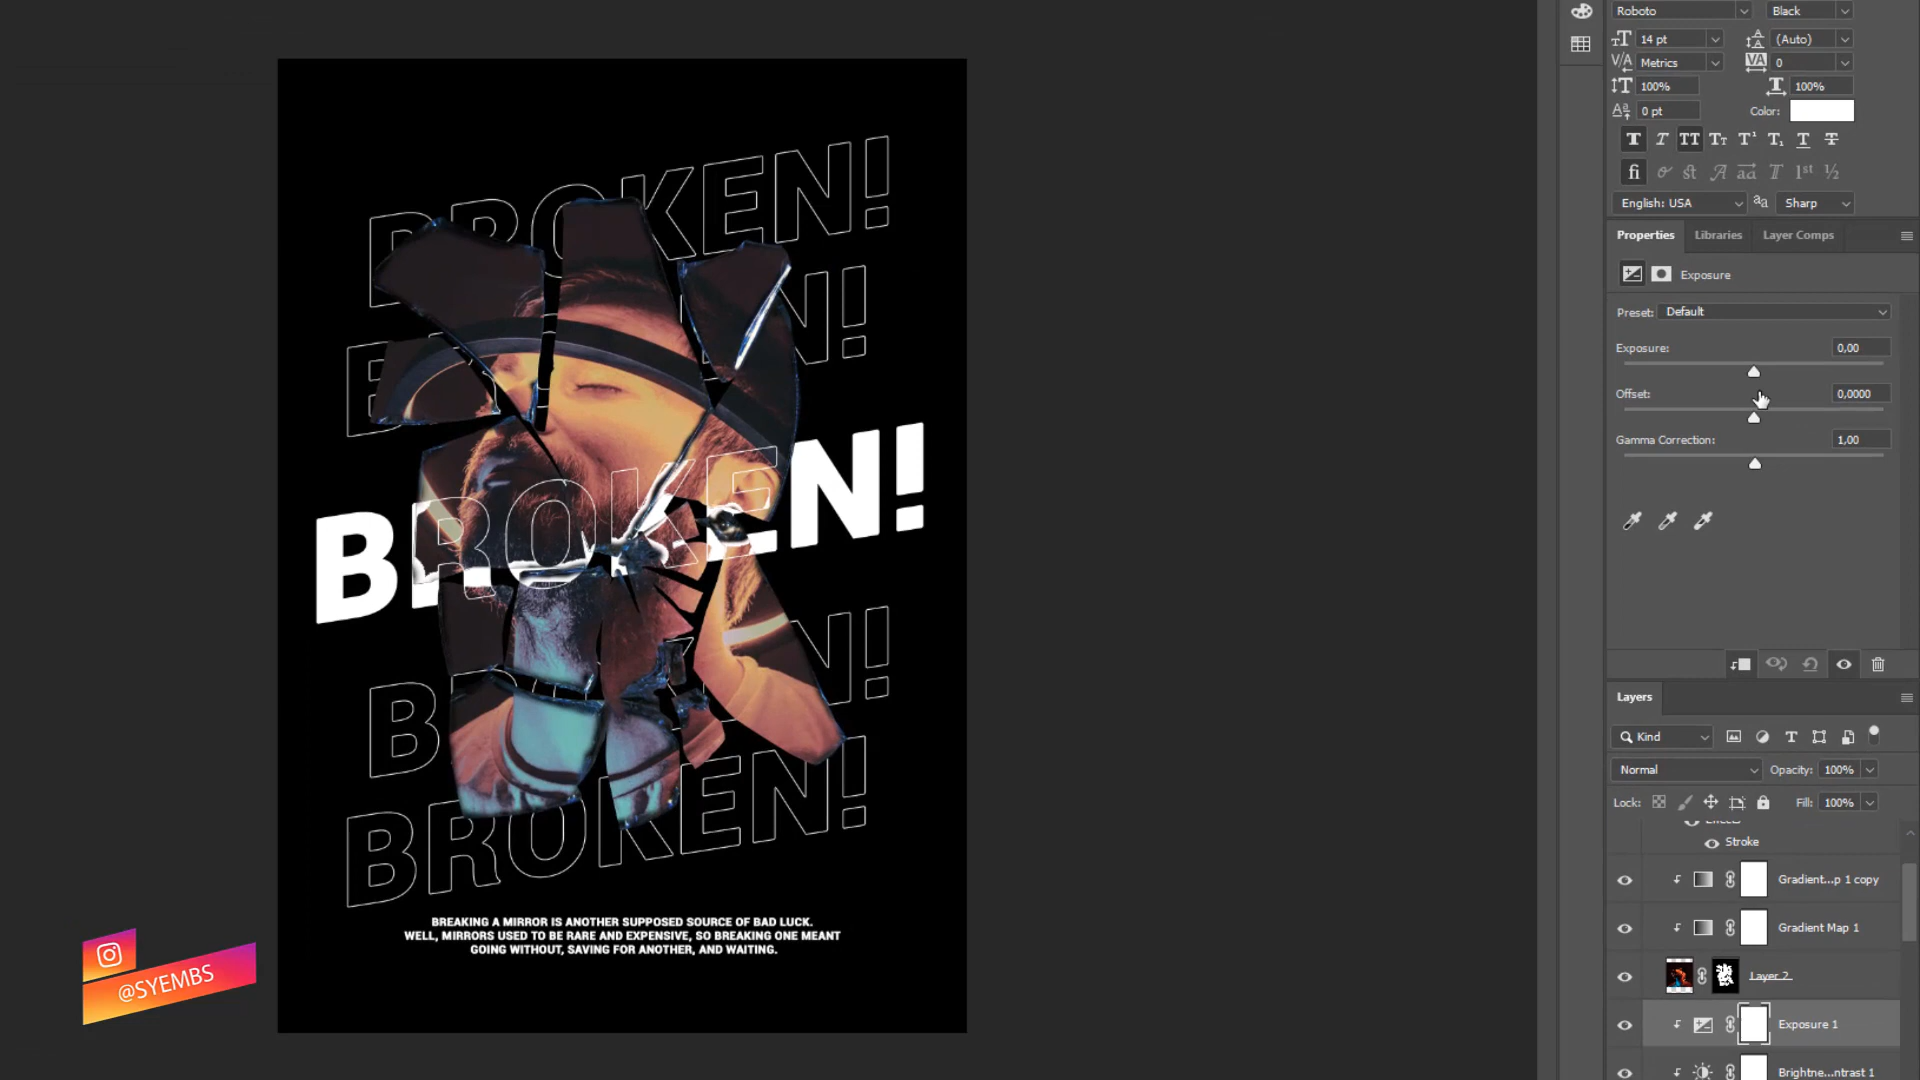 Roboto
Black
14 pt
(Auto)
Metrics
0
100%
100%
0 pt
Color:
English: USA
Sharp
Properties
Libraries
Layer Comps
Exposure
Preset: Default
Exposure: 0,00
Offset: 0,0000
Gamma Correction: 1,00
Layers
Kind
Normal
Opacity: 100%
Lock:
Fill: 100%
Effects
Stroke
Gradient...p 1 copy
Gradient Map 1
Layer 2
Exposure 1
Brightne...ntrast 1
BROKEN!
BROKEN!
BROKEN!
BROKEN!
BROKEN!
BREAKING A MIRROR IS ANOTHER SUPPOSED SOURCE OF BAD LUCK.
WELL, MIRRORS USED TO BE RARE AND EXPENSIVE, SO BREAKING ONE MEANT
GOING WITHOUT, SAVING FOR ANOTHER, AND WAITING.
@SYEMBS